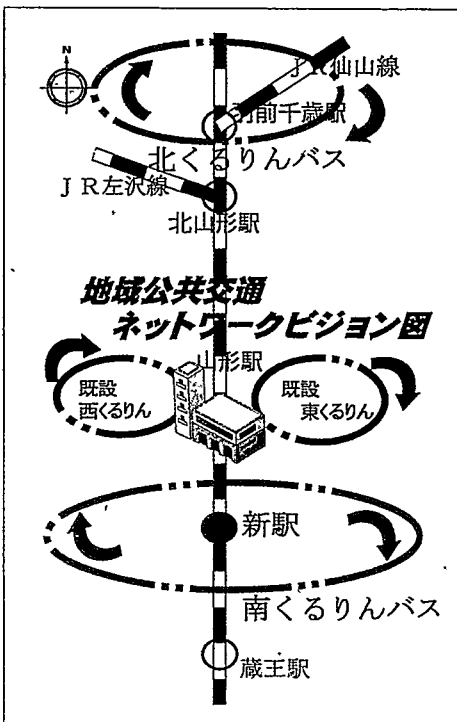 N
JR仙山線
羽前千歳駅
北くるりんバス
JR左沢線
北山形駅
地域公共交通
ネットワークビジョン図
山形駅
既設
西くるりん
既設
東くるりん
新駅
南くるりんバス
蔵王駅